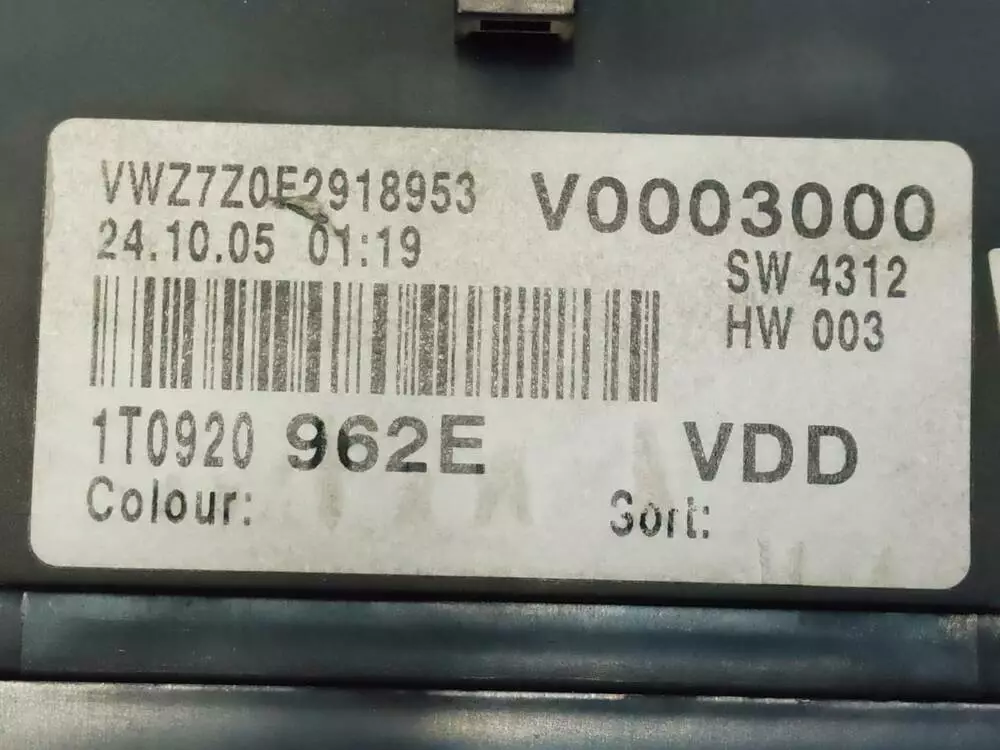 VWZ7Z0E2918953
V0003000
24.10.05 01:19
SW 4312
HW 003
1T0920 962E
VDD
Colour:
Sort: